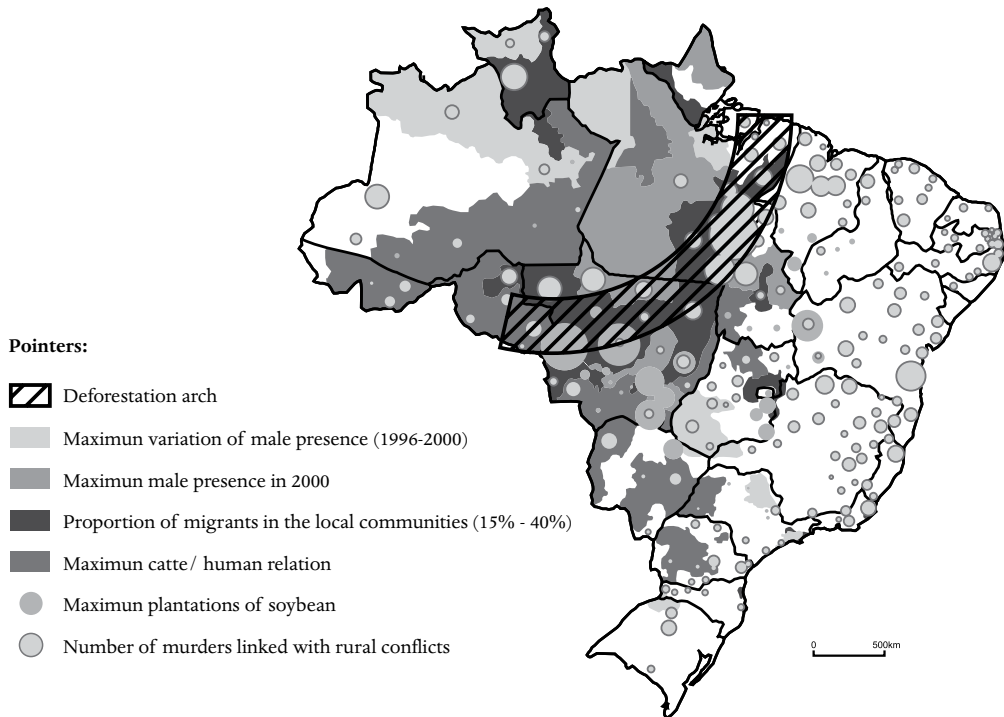 Pointers:
Deforestation arch
Maximun variation of male presence (1996-2000)
Maximun male presence in 2000
Proportion of migrants in the local communities (15% - 40%)
Maximun catte/ human relation
Maximun plantations of soybean
Number of murders linked with rural conflicts
0 500km